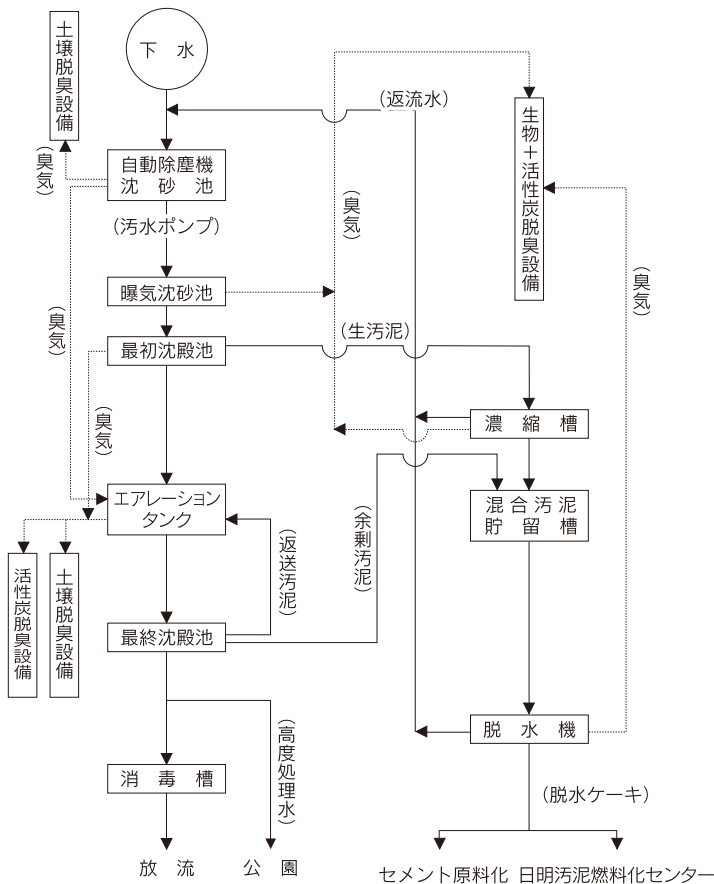 土壌脱臭設備
下 水
(返流水)
生物+活性炭脱臭設備
(臭気)
自動除塵機
沈 砂 池
(臭気)
(汚水ポンプ)
(臭気)
曝気沈砂池
(臭気)
(生汚泥)
最初沈殿池
(臭気)
濃 縮 槽
エアレーション
タンク
混合汚泥
貯 留 槽
(余剰汚泥)
(返送汚泥)
活性炭脱臭設備
土壌脱臭設備
最終沈殿池
脱 水 機
(高度処理水)
消 毒 槽
(脱水ケーキ)
放 流
公 園
セメント原料化
日明汚泥燃料化センター